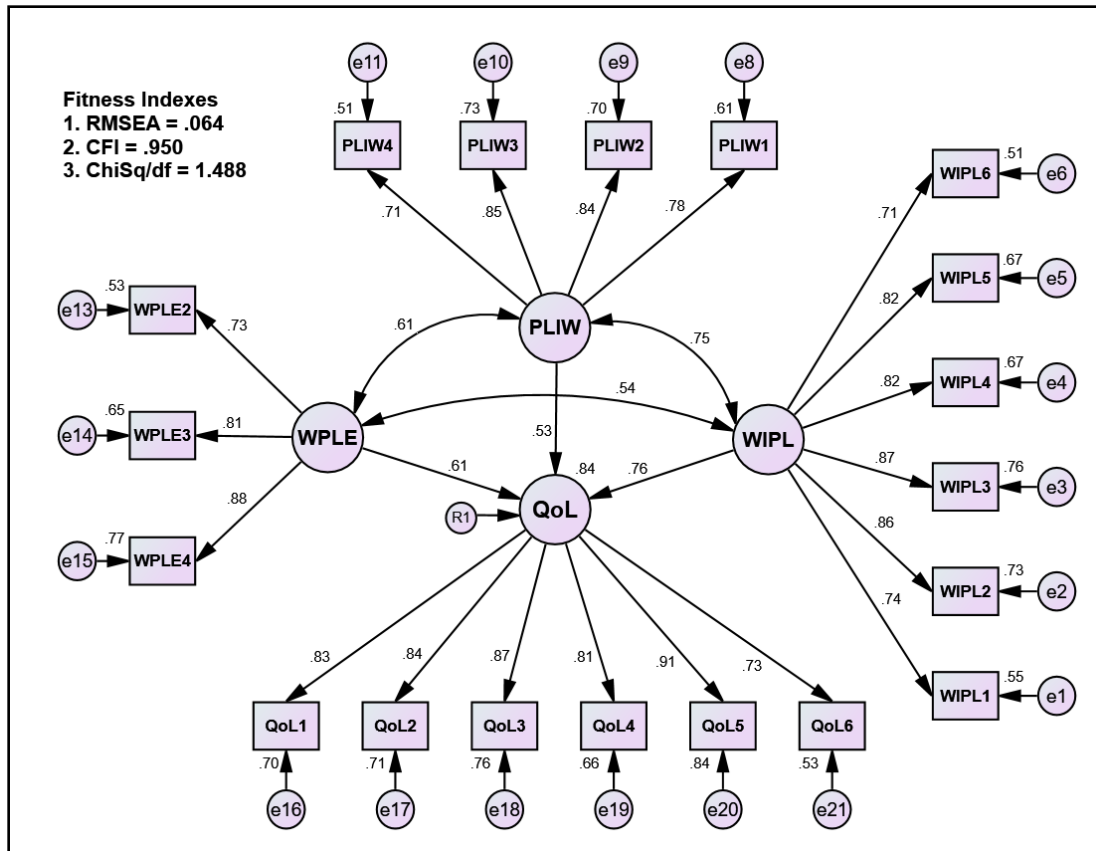 Fitness Indexes
1. RMSEA = .064
2. CFI = .950
3. ChiSq/df = 1.488
e11 e10 e9 e8
.51 .73 .70 .61
PLIW4 PLIW3 PLIW2 PLIW1
.71 .85 .84 .78
WIPL6 .51 e6
.71
WIPL5 .67 e5
.82
e13 .53 WPLE2
.73
PLIW
.61 .75
WIPL4 .67 e4
.82
.54
e14 .65 WPLE3
.81
WPLE
WIPL
.53
.61 .84 .76
.87
WIPL3 .76 e3
R1 QoL
.88
.86
e15 .77 WPLE4
WIPL2 .73 e2
.74
.83 .84 .87 .81 .91 .73
WIPL1 .55 e1
QoL1 QoL2 QoL3 QoL4 QoL5 QoL6
.70 .71 .76 .66 .84 .53
e16 e17 e18 e19 e20 e21